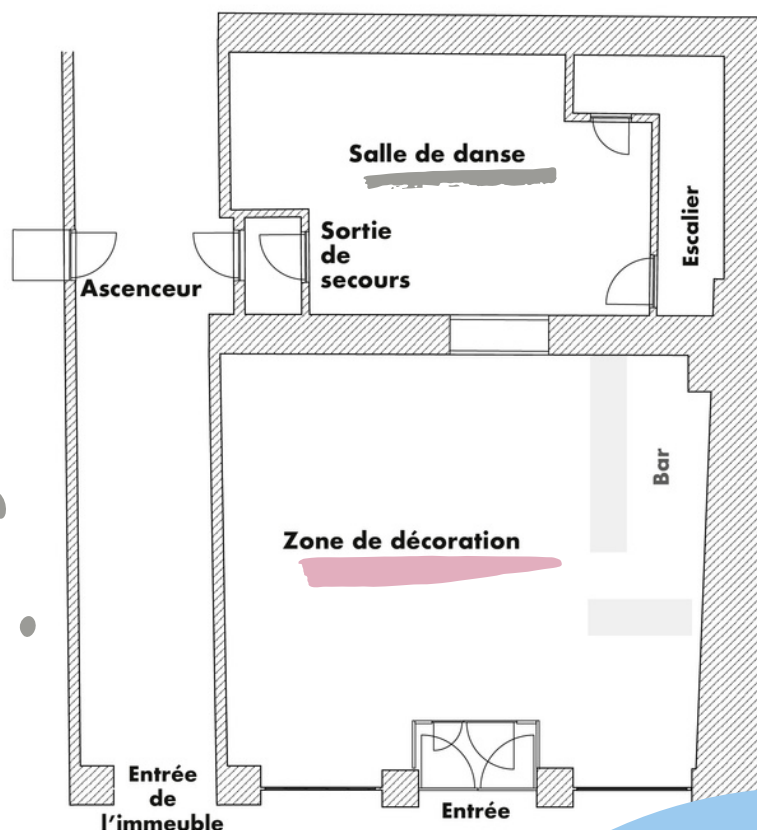 Salle de danse
Sortie
de
secours
Escalier
Ascenceur
Bar
Zone de décoration
Entrée
de
l'immeuble
Entrée